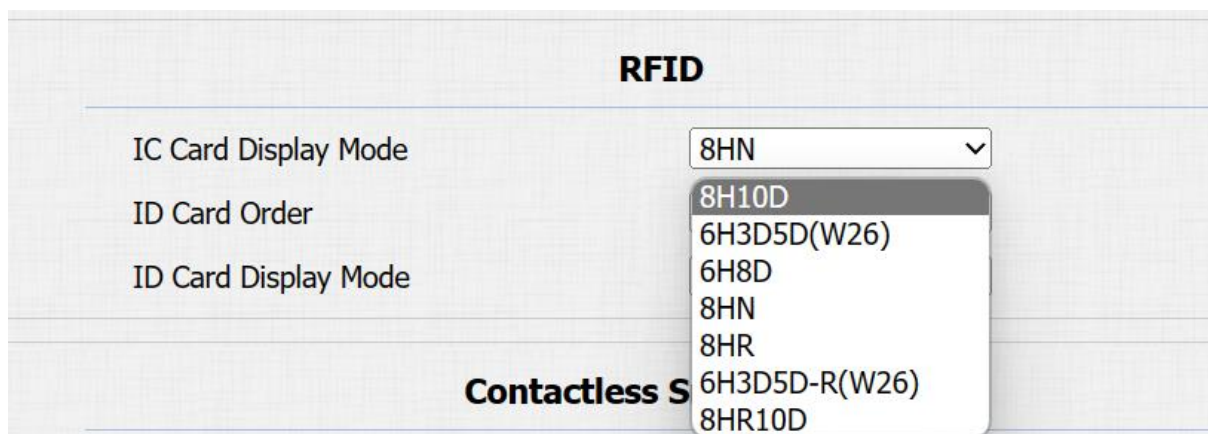 RFID
IC Card Display Mode 8HN
8H10D
ID Card Order
6H3D5D(W26)
ID Card Display Mode
6H8D
8HN
8HR
Contactless S
6H3D5D-R(W26)
8HR10D